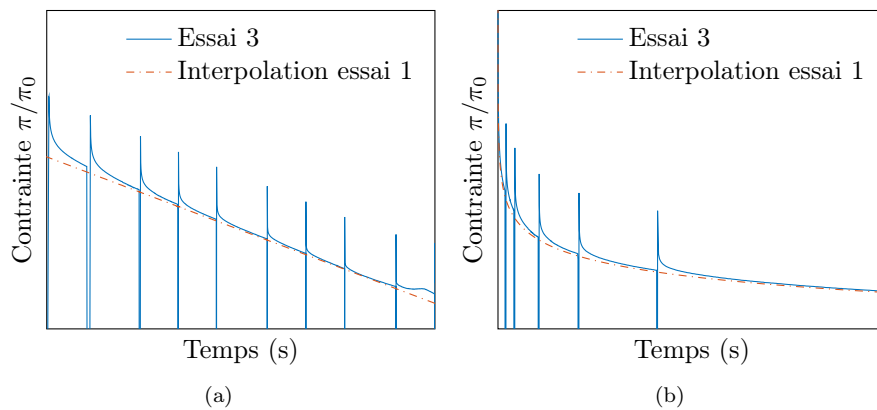 Essai 3
Interpolation essai 1
Contrainte π/π0
Temps (s)
(a)
Essai 3
Interpolation essai 1
Contrainte π/π0
Temps (s)
(b)